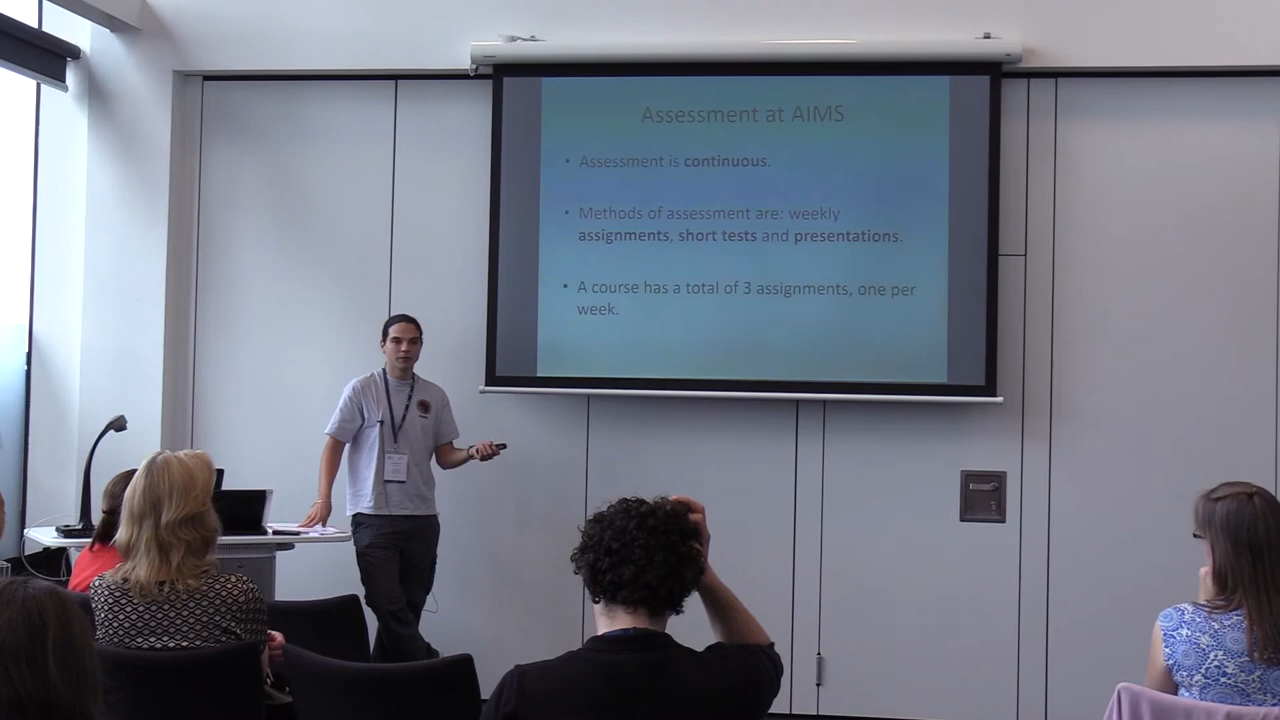 Assessment at AIMS
• Assessment is continuous.
• Methods of assessment are: weekly
assignments, short tests and presentations.
• A course has a total of 3 assignments, one per
week.